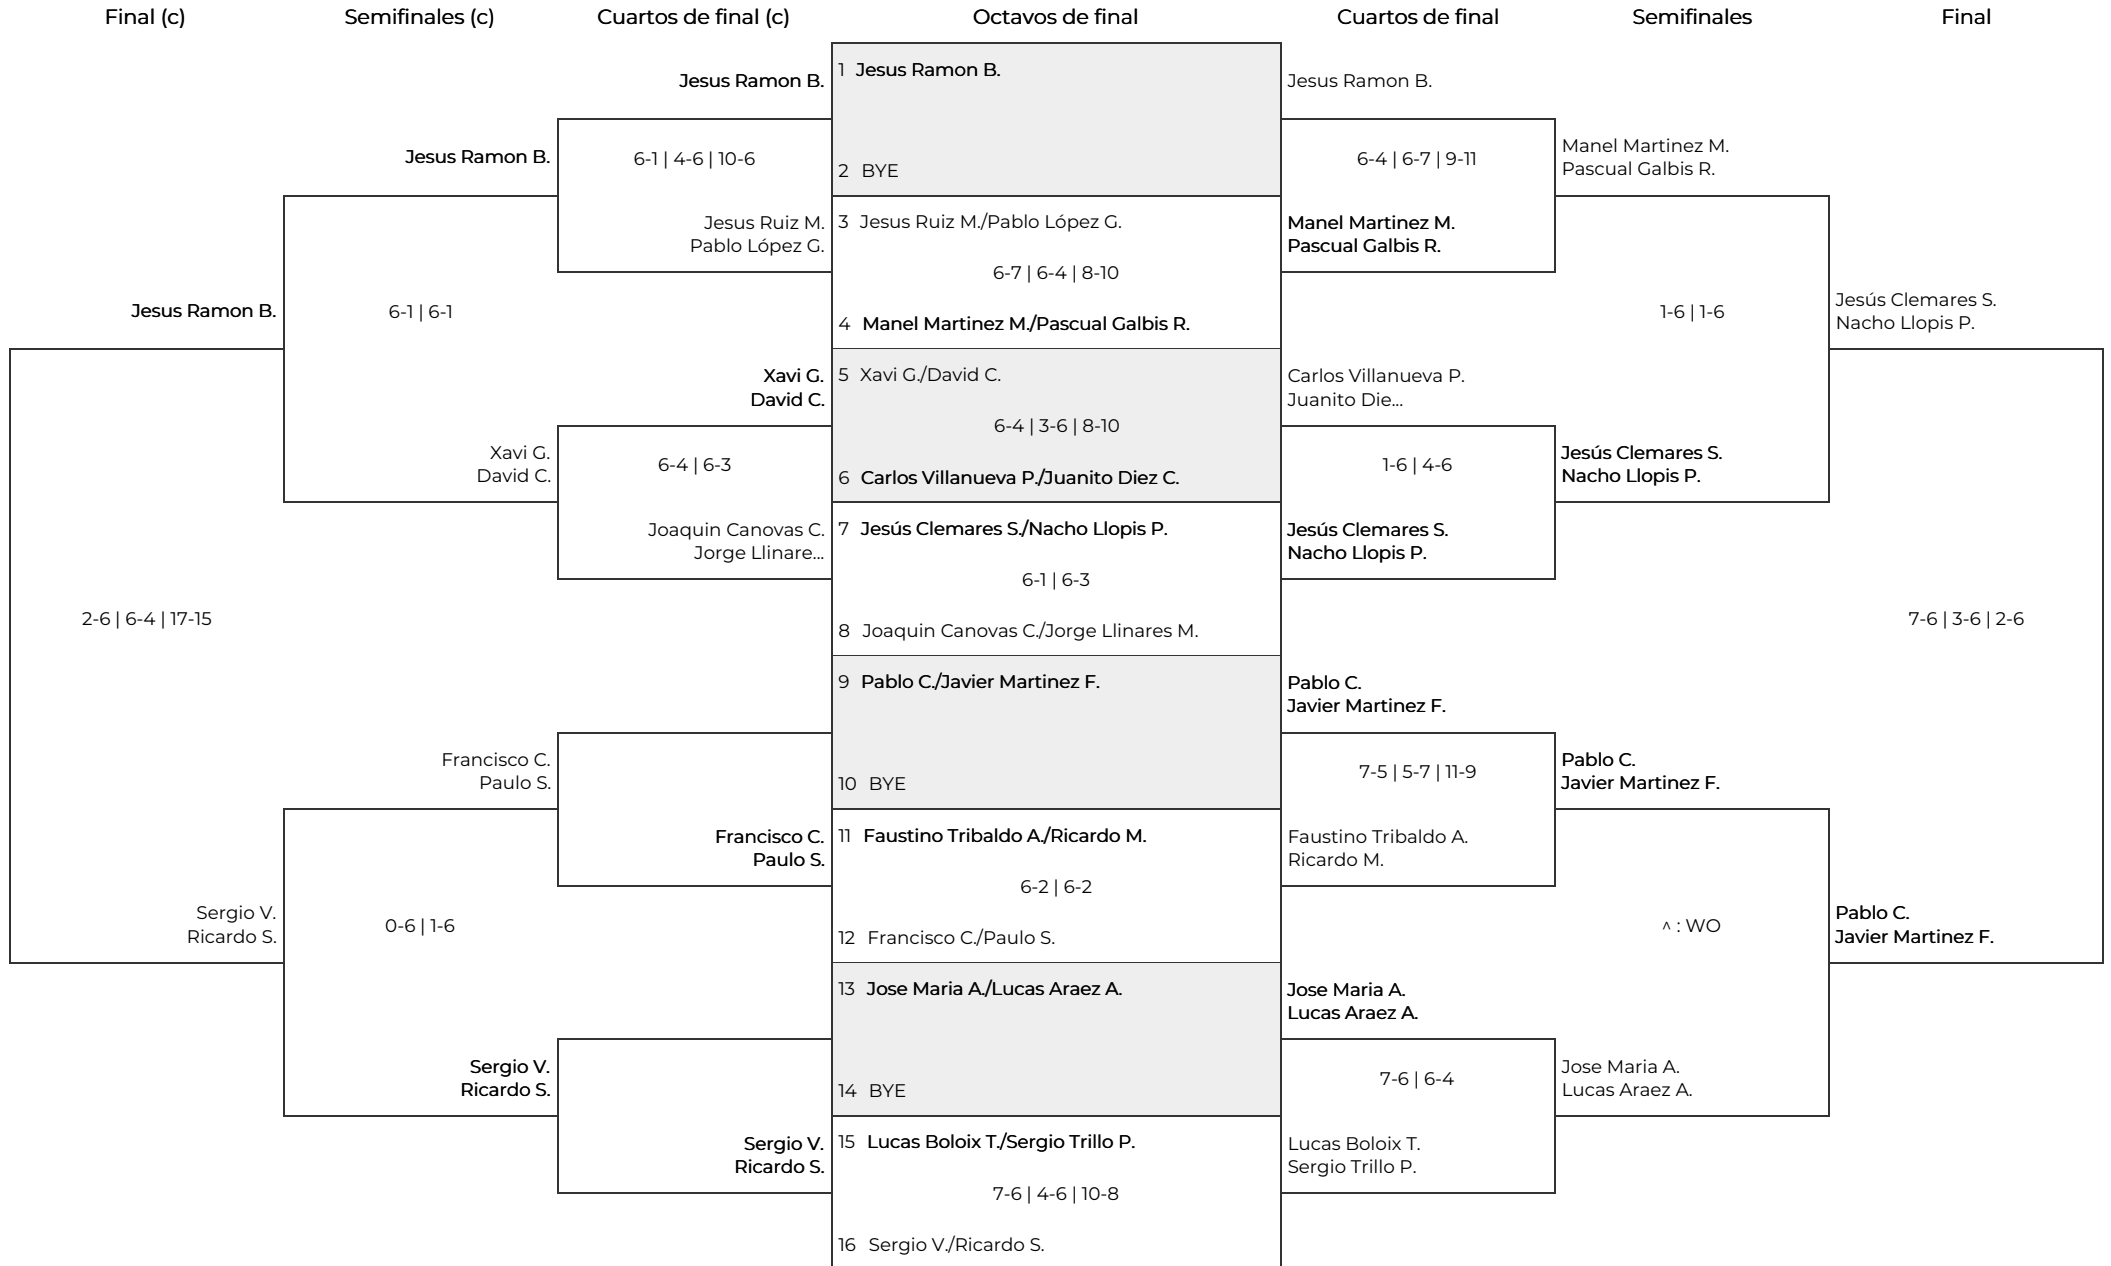 Final (c)
Semifinales (c)
Cuartos de final (c)
Octavos de final
Cuartos de final
Semifinales
Final
Jesus Ramon B.
6-1 | 4-6 | 10-6
Jesus Ruiz M.
Pablo López G.
Xavi G.
David C.
6-4 | 6-3
Joaquin Canovas C.
Jorge Llinare...
Francisco C.
Paulo S.
Sergio V.
Ricardo S.
Jesus Ramon B.
6-1 | 6-1
Xavi G.
David C.
Francisco C.
Paulo S.
0-6 | 1-6
Sergio V.
Ricardo S.
Jesus Ramon B.
2-6 | 6-4 | 17-15
Sergio V.
Ricardo S.
1 Jesus Ramon B.
2 BYE
3 Jesus Ruiz M./Pablo López G.
6-7 | 6-4 | 8-10
4 Manel Martinez M./Pascual Galbis R.
5 Xavi G./David C.
6-4 | 3-6 | 8-10
6 Carlos Villanueva P./Juanito Diez C.
7 Jesús Clemares S./Nacho Llopis P.
6-1 | 6-3
8 Joaquin Canovas C./Jorge Llinares M.
9 Pablo C./Javier Martinez F.
10 BYE
11 Faustino Tribaldo A./Ricardo M.
6-2 | 6-2
12 Francisco C./Paulo S.
13 Jose Maria A./Lucas Araez A.
14 BYE
15 Lucas Boloix T./Sergio Trillo P.
7-6 | 4-6 | 10-8
16 Sergio V./Ricardo S.
Jesus Ramon B.
6-4 | 6-7 | 9-11
Manel Martinez M.
Pascual Galbis R.
Carlos Villanueva P.
Juanito Die...
1-6 | 4-6
Jesús Clemares S.
Nacho Llopis P.
Pablo C.
Javier Martinez F.
7-5 | 5-7 | 11-9
Faustino Tribaldo A.
Ricardo M.
Jose Maria A.
Lucas Araez A.
7-6 | 6-4
Lucas Boloix T.
Sergio Trillo P.
Manel Martinez M.
Pascual Galbis R.
1-6 | 1-6
Jesús Clemares S.
Nacho Llopis P.
Pablo C.
Javier Martinez F.
^ : WO
Jose Maria A.
Lucas Araez A.
Jesús Clemares S.
Nacho Llopis P.
7-6 | 3-6 | 2-6
Pablo C.
Javier Martinez F.